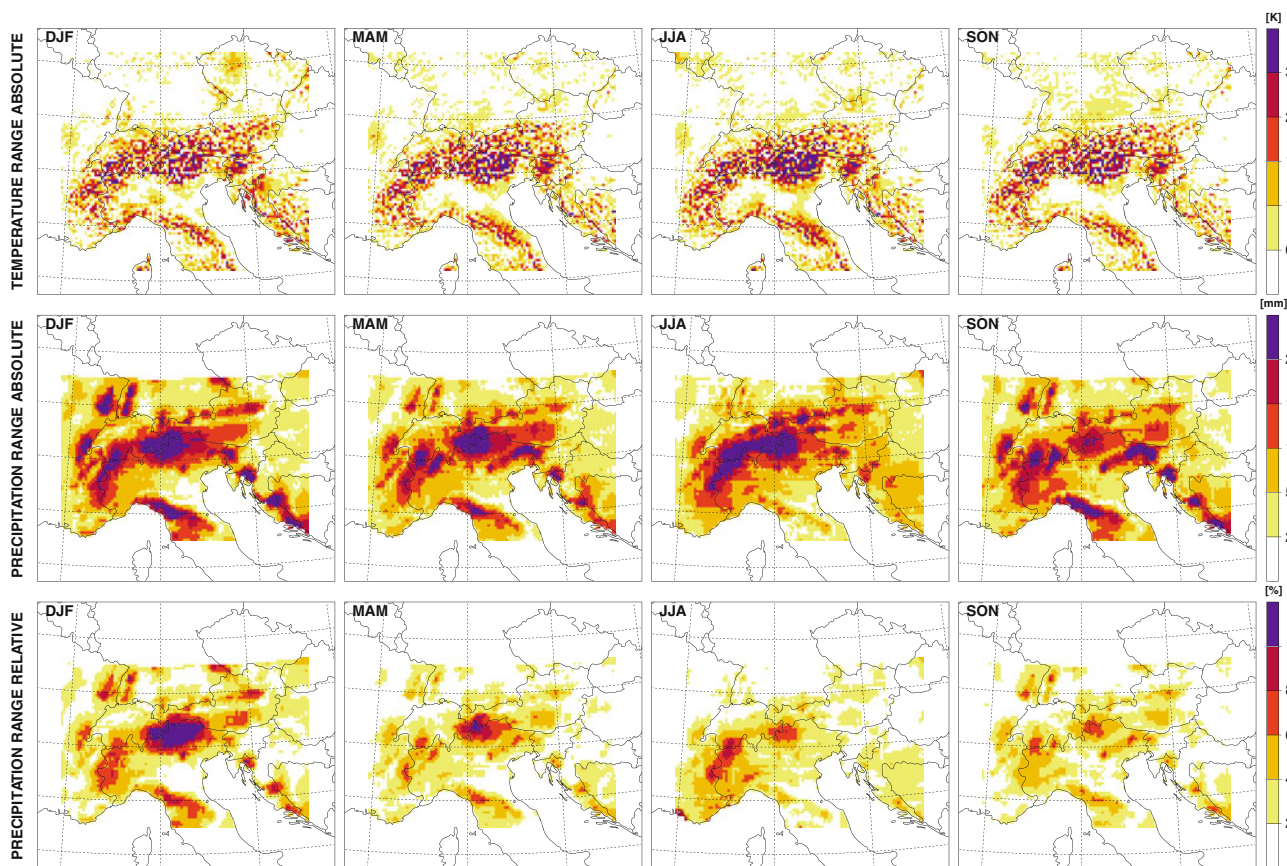 [K]
TEMPERATURE RANGE ABSOLUTE
DJF
MAM
JJA
SON
[mm]
PRECIPITATION RANGE ABSOLUTE
DJF
MAM
JJA
SON
[%]
PRECIPITATION RANGE RELATIVE
DJF
MAM
JJA
SON